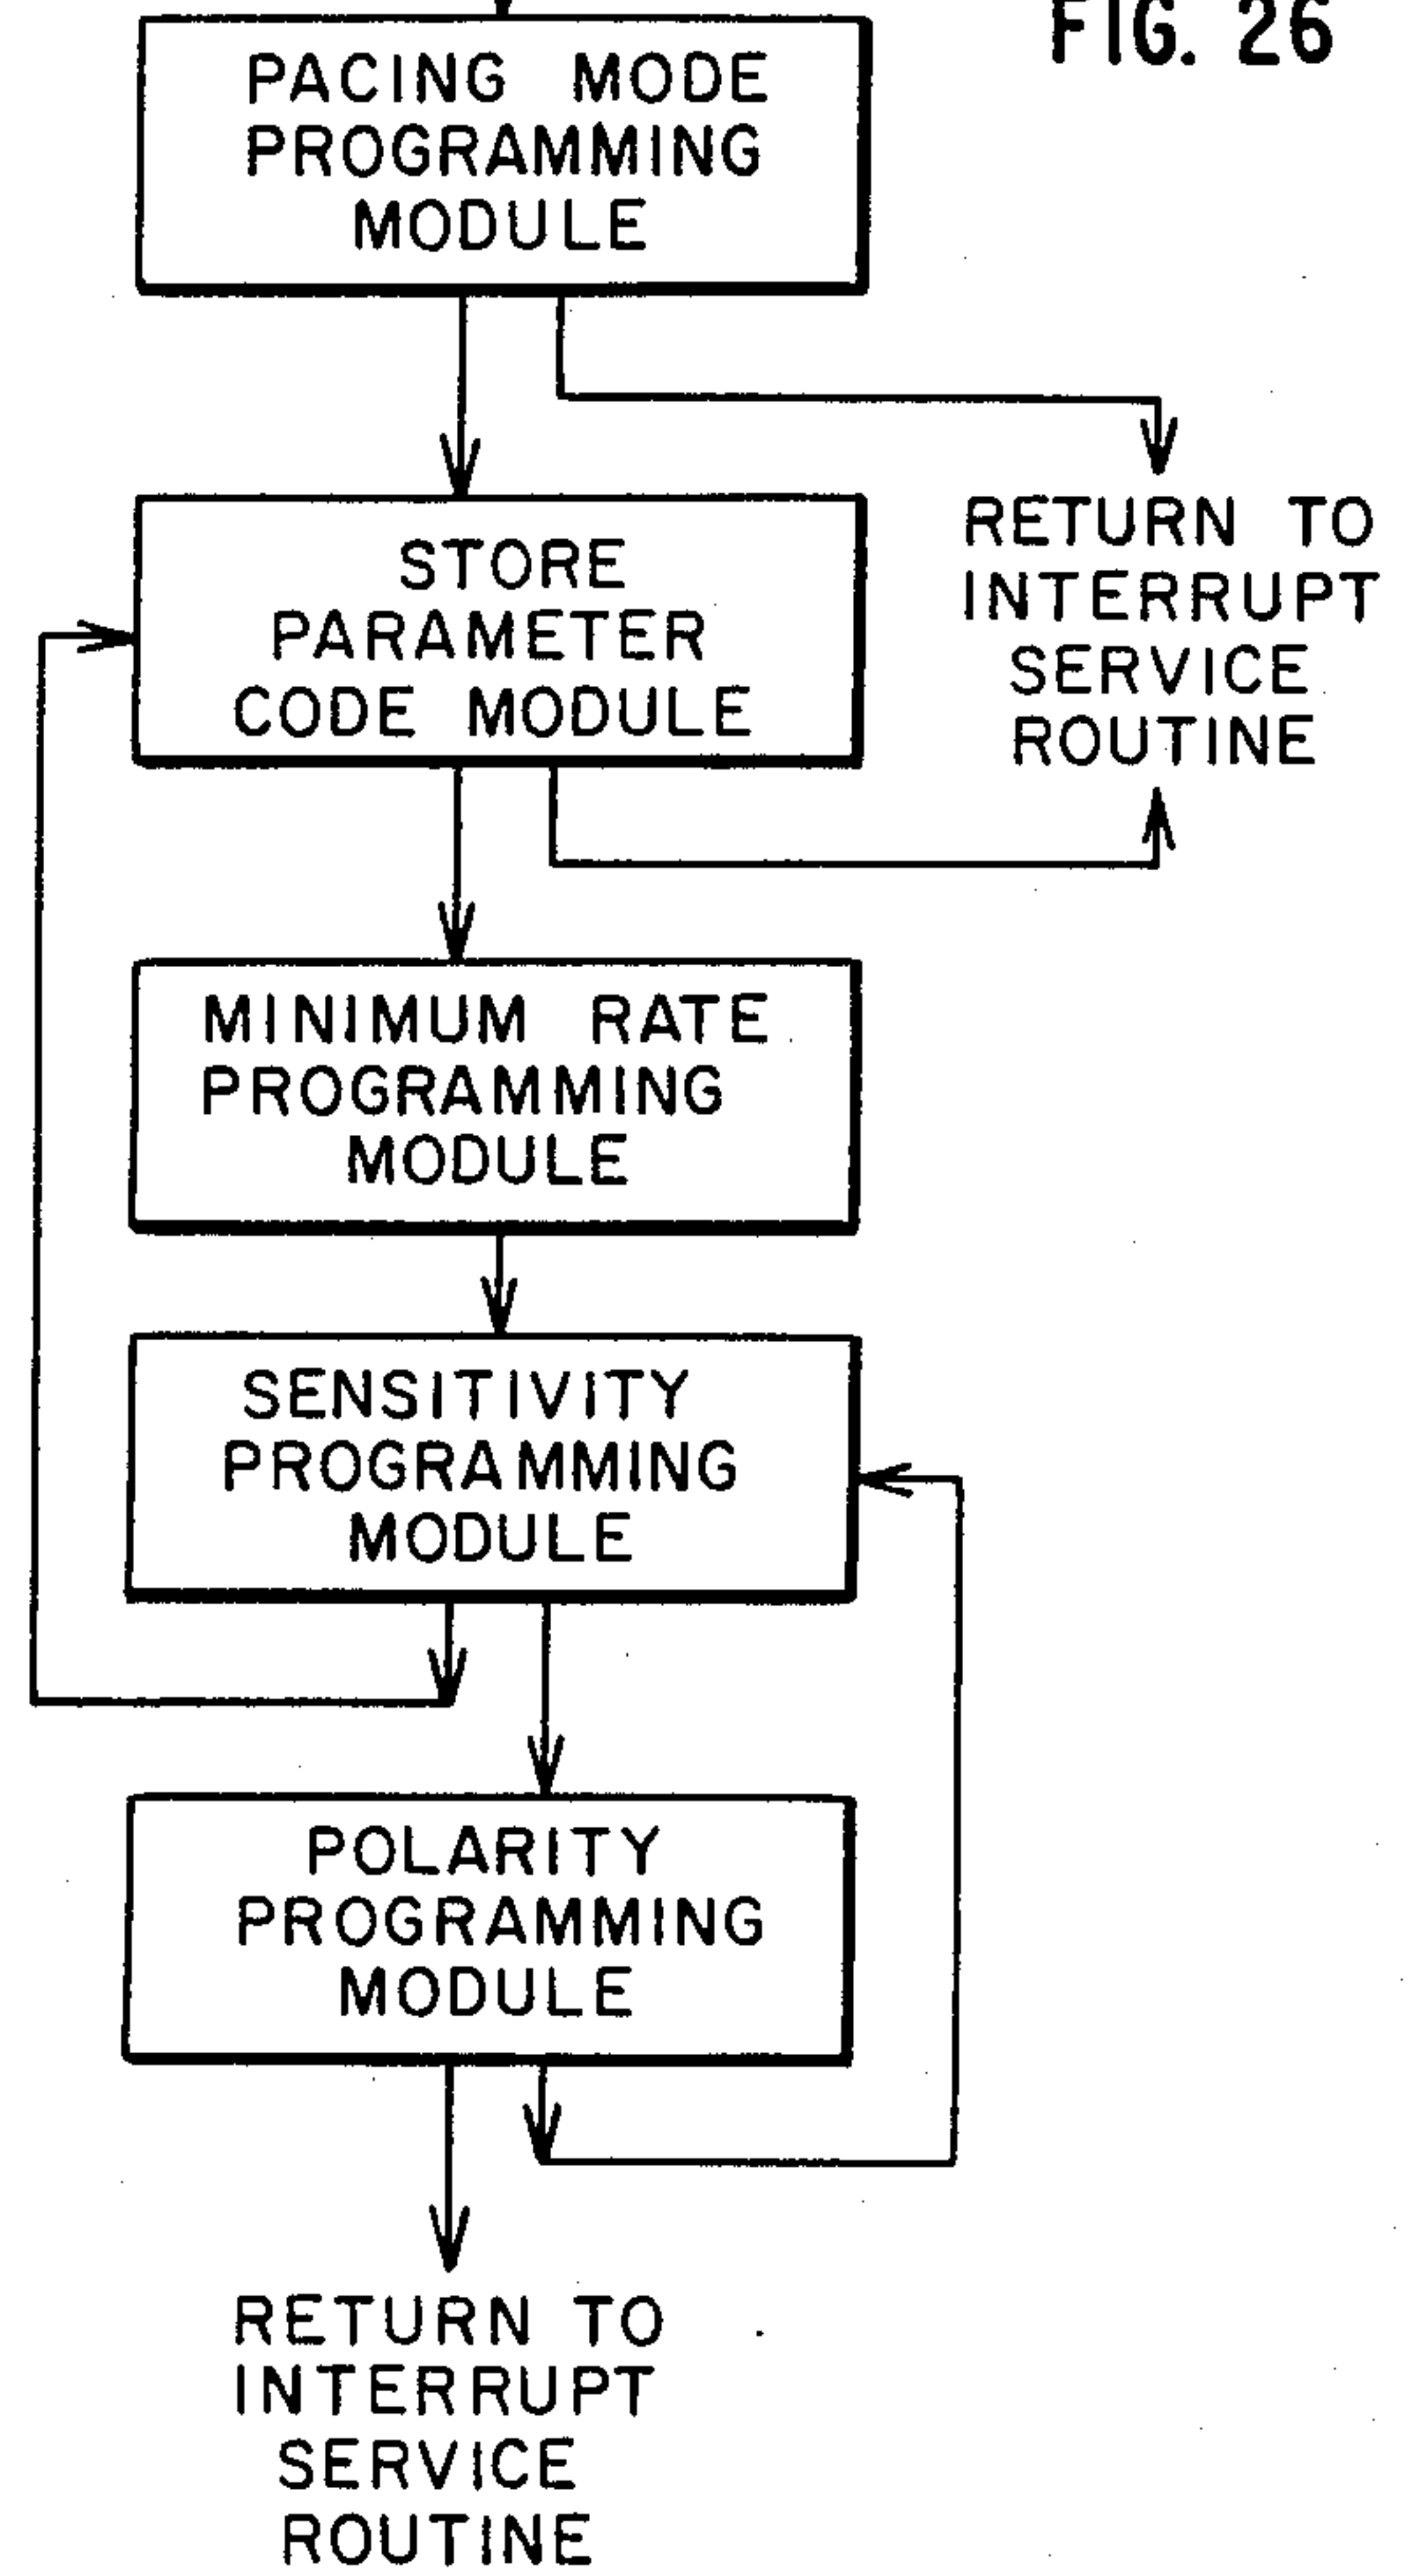 FIG. 26
PACING MODE
PROGRAMMING
MODULE
STORE
PARAMETER
CODE MODULE
RETURN TO
INTERRUPT
SERVICE
ROUTINE
MINIMUM RATE
PROGRAMMING
MODULE
SENSITIVITY
PROGRAMMING
MODULE
POLARITY
PROGRAMMING
MODULE
RETURN TO
INTERRUPT
SERVICE
ROUTINE